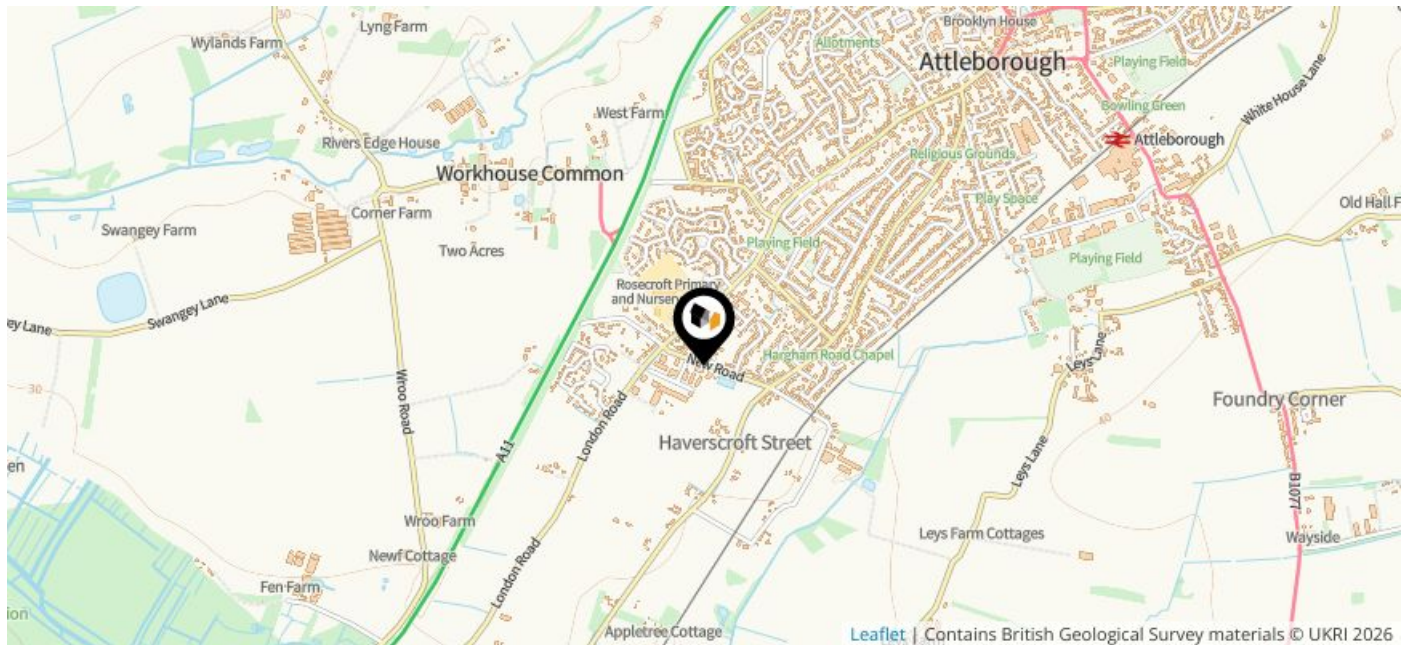 Lyng Farm
Brooklyn House
Wylands Farm
Allotments
Attleborough
Playing Field
White House Lane
Bowling Green
West Farm
Rivers Edge House
Attleborough
Religious Grounds
Workhouse Common
Play Space
Corner Farm
Old Hall F
Swangey Farm
Two Acres
Playing Field
Playing Field
Rosecroft Primary
and Nurser
Swangey Lane
ey Lane
New Road
Hargham Road Chapel
Leys Lane
Wroo Road
London Road
Foundry Corner
A11
Haverscroft Street
en
Leys Lane
B1077
Wroo Farm
Leys Farm Cottages
Wayside
Newf Cottage
London Road
Fen Farm
ion
Appletree Cottage
Leaflet | Contains British Geological Survey materials © UKRI 2026